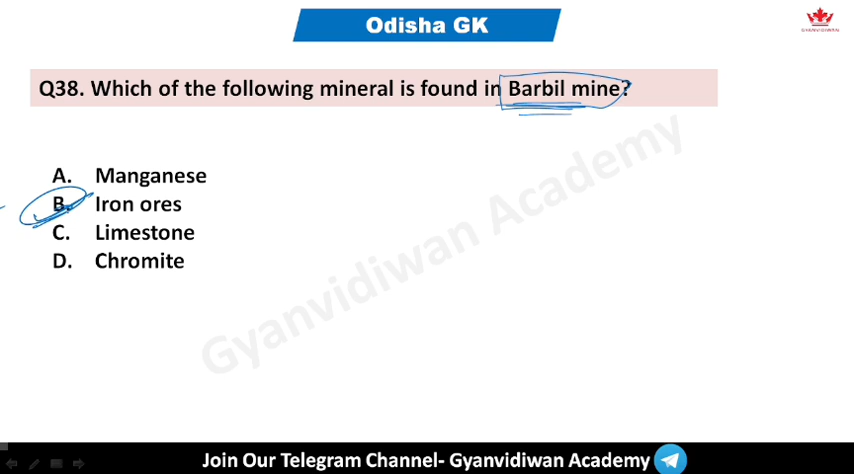 Odisha GK
GYANVIDIWAN
Q38. Which of the following mineral is found in Barbil mine?
A. Manganese
B. Iron ores
C. Limestone
D. Chromite
Gyanvidiwan Academy
Join Our Telegram Channel- Gyanvidiwan Academy